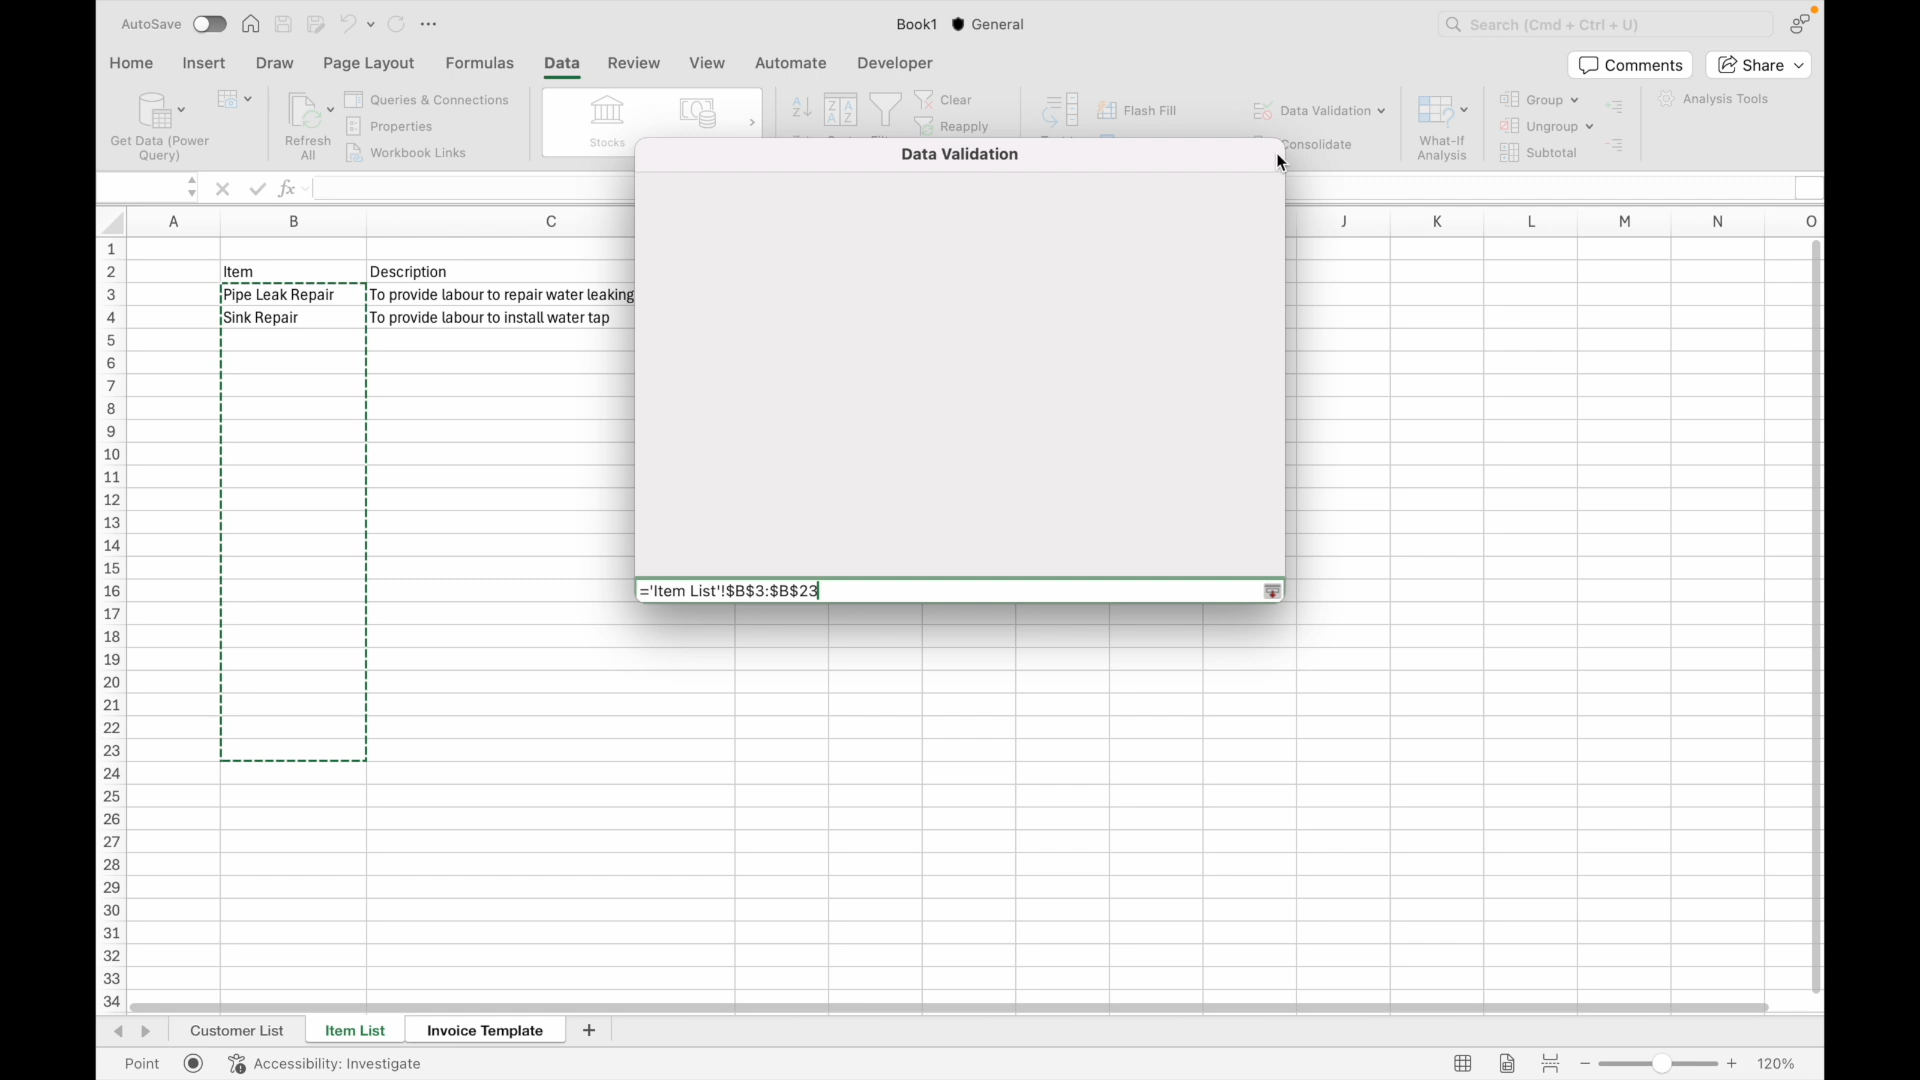 AutoSave
Book1 General
Search (Cmd + Ctrl + U)
Home Insert Draw Page Layout Formulas Data Review View Automate Developer
Comments Share
Get Data (Power Query)
Refresh All
Queries & Connections
Properties
Workbook Links
Stocks
Clear
Reapply
Flash Fill
Data Validation
Consolidate
What-If Analysis
Group
Ungroup
Subtotal
Analysis Tools
Data Validation
fx
A B C J K L M N O
1
2 Item Description
3 Pipe Leak Repair To provide labour to repair water leaking
4 Sink Repair To provide labour to install water tap
5
6
7
8
9
10
11
12
13
14
15
16
='Item List'!$B$3:$B$23
17
18
19
20
21
22
23
24
25
26
27
28
29
30
31
32
33
34
Customer List Item List Invoice Template +
Point Accessibility: Investigate 120%